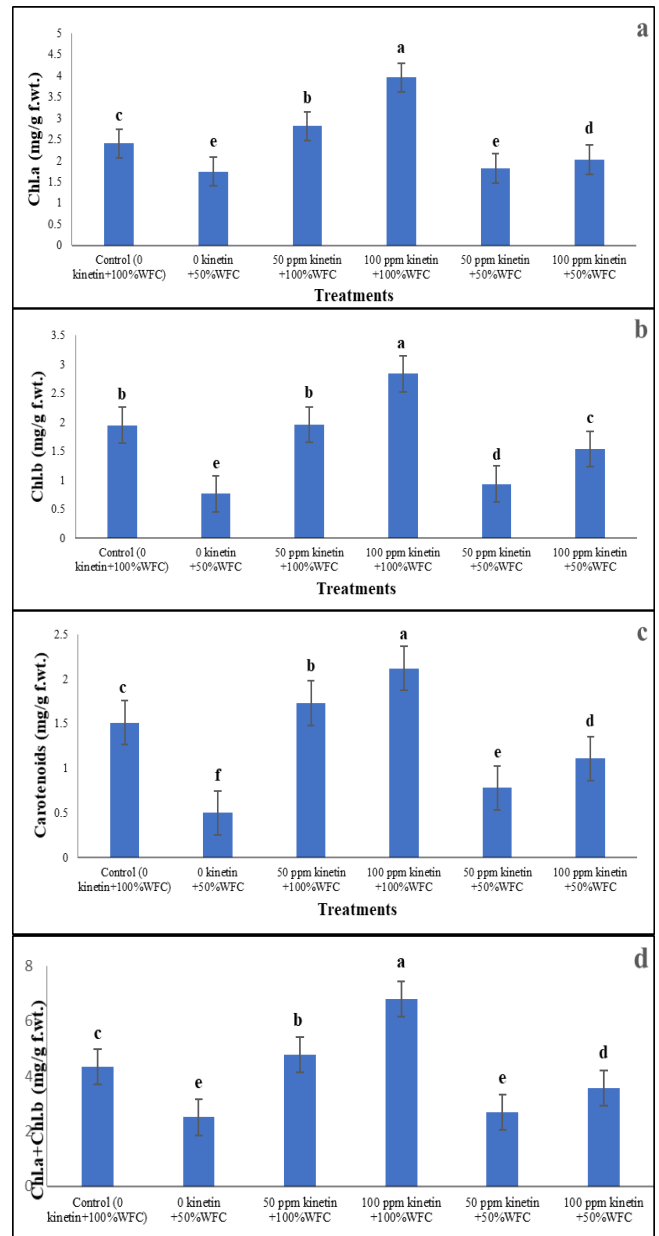 a
Chl.a (mg/g f.wt.)
5
4.5
4
3.5
3
2.5
2
1.5
1
0.5
0
c
e
b
a
e
d
Control (0 kinetin+100%WFC)
0 kinetin +50%WFC
50 ppm kinetin +100%WFC
100 ppm kinetin +100%WFC
50 ppm kinetin +50%WFC
100 ppm kinetin +50%WFC
Treatments
b
Chl.b (mg/g f.wt.)
3.5
3
2.5
2
1.5
1
0.5
0
b
e
b
a
d
c
Control (0 kinetin+100%WFC)
0 kinetin +50%WFC
50 ppm kinetin +100%WFC
100 ppm kinetin +100%WFC
50 ppm kinetin +50%WFC
100 ppm kinetin +50%WFC
Treatments
c
Carotenoids (mg/g f.wt.)
2.5
2
1.5
1
0.5
0
c
f
b
a
e
d
Control (0 kinetin+100%WFC)
0 kinetin +50%WFC
50 ppm kinetin +100%WFC
100 ppm kinetin +100%WFC
50 ppm kinetin +50%WFC
100 ppm kinetin +50%WFC
Treatments
d
Chl.a+Chl.b (mg/g f.wt.)
8
6
4
2
0
c
e
b
a
e
d
Control (0 kinetin+100%WFC)
0 kinetin +50%WFC
50 ppm kinetin +100%WFC
100 ppm kinetin +100%WFC
50 ppm kinetin +50%WFC
100 ppm kinetin +50%WFC